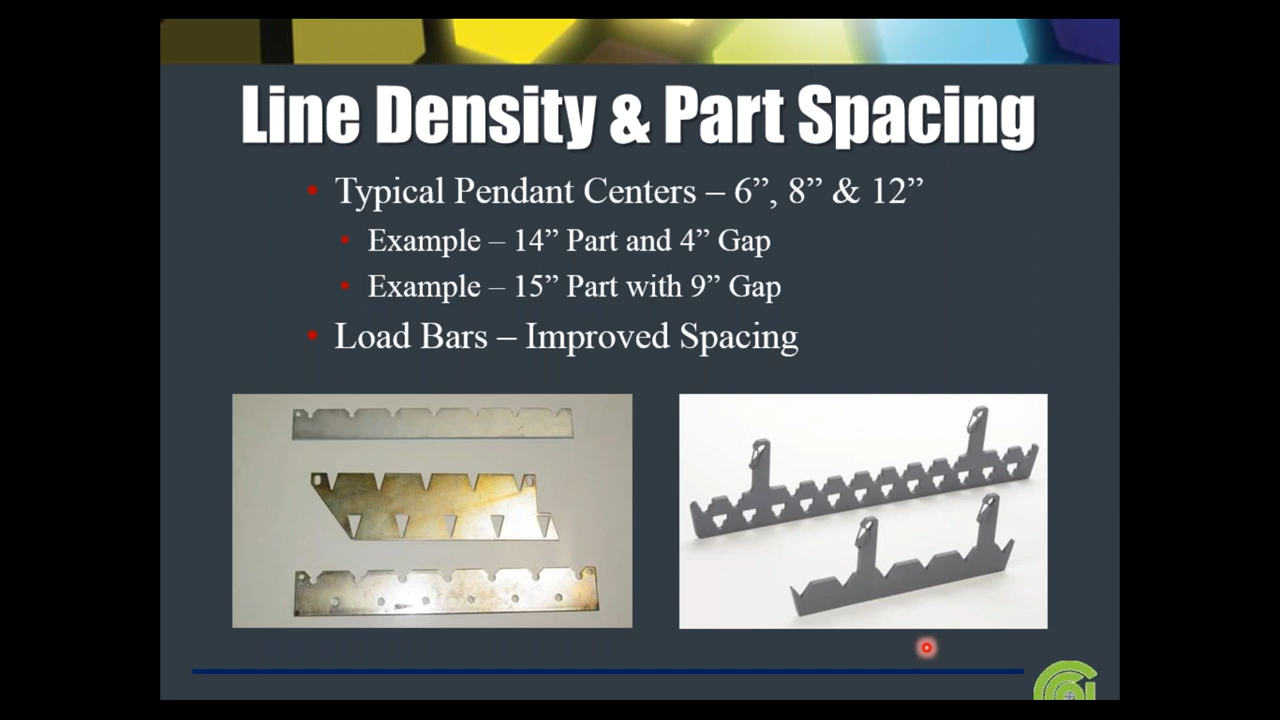 Line Density & Part Spacing
• Typical Pendant Centers – 6”, 8” & 12”
• Example – 14” Part and 4” Gap
• Example – 15” Part with 9” Gap
• Load Bars – Improved Spacing